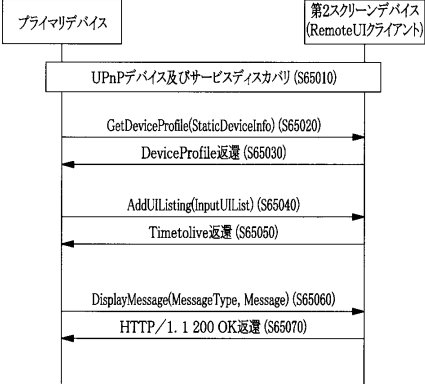 プライマリデバイス
第2スクリーンデバイス
(RemoteUIクライアント)
UPnPデバイス及びサービスディスカバリ (S65010)
GetDeviceProfile(StaticDeviceInfo) (S65020)
DeviceProfile返還 (S65030)
AddUIListing(InputUIList) (S65040)
Timetolive返還 (S65050)
DisplayMessage(MessageType, Message) (S65060)
HTTP／1. 1 200 OK返還 (S65070)